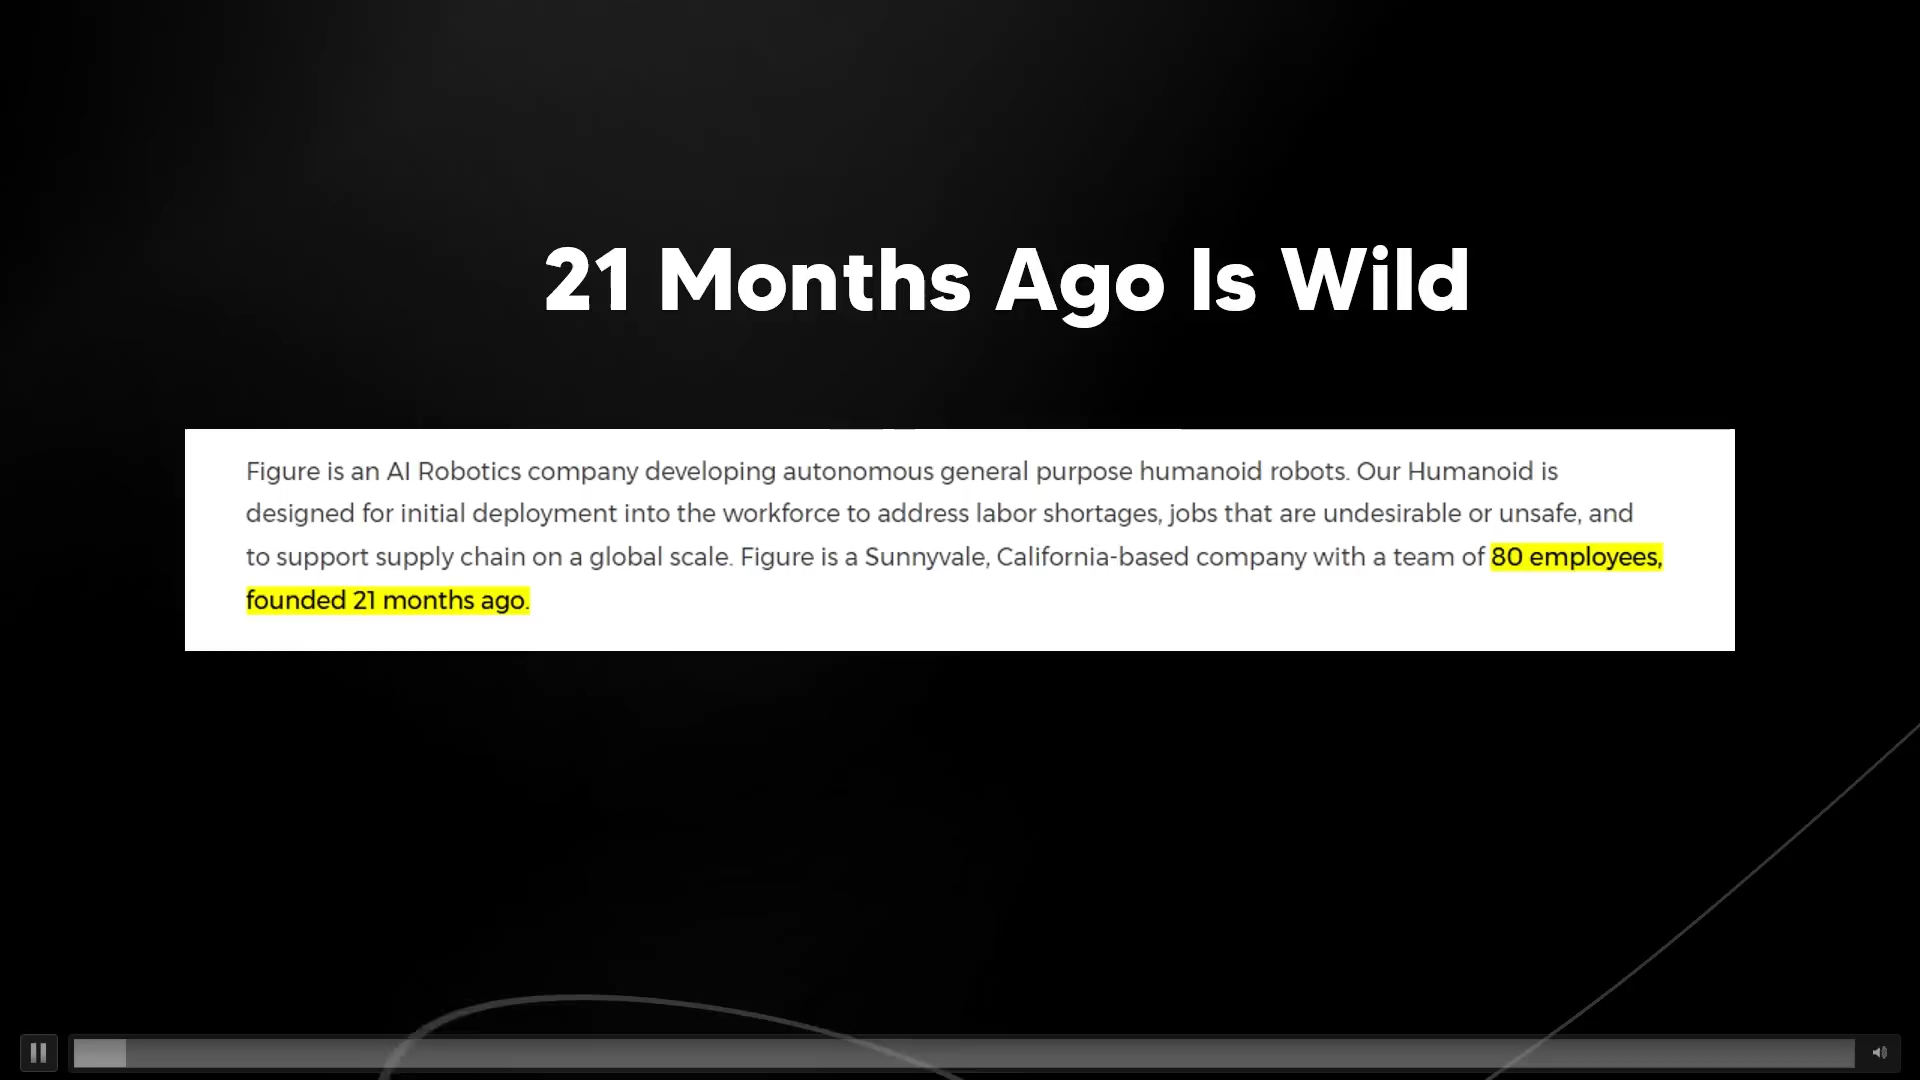 21 Months Ago Is Wild
Figure is an AI Robotics company developing autonomous general purpose humanoid robots. Our Humanoid is
designed for initial deployment into the workforce to address labor shortages, jobs that are undesirable or unsafe, and
to support supply chain on a global scale. Figure is a Sunnyvale, California-based company with a team of 80 employees,
founded 21 months ago.